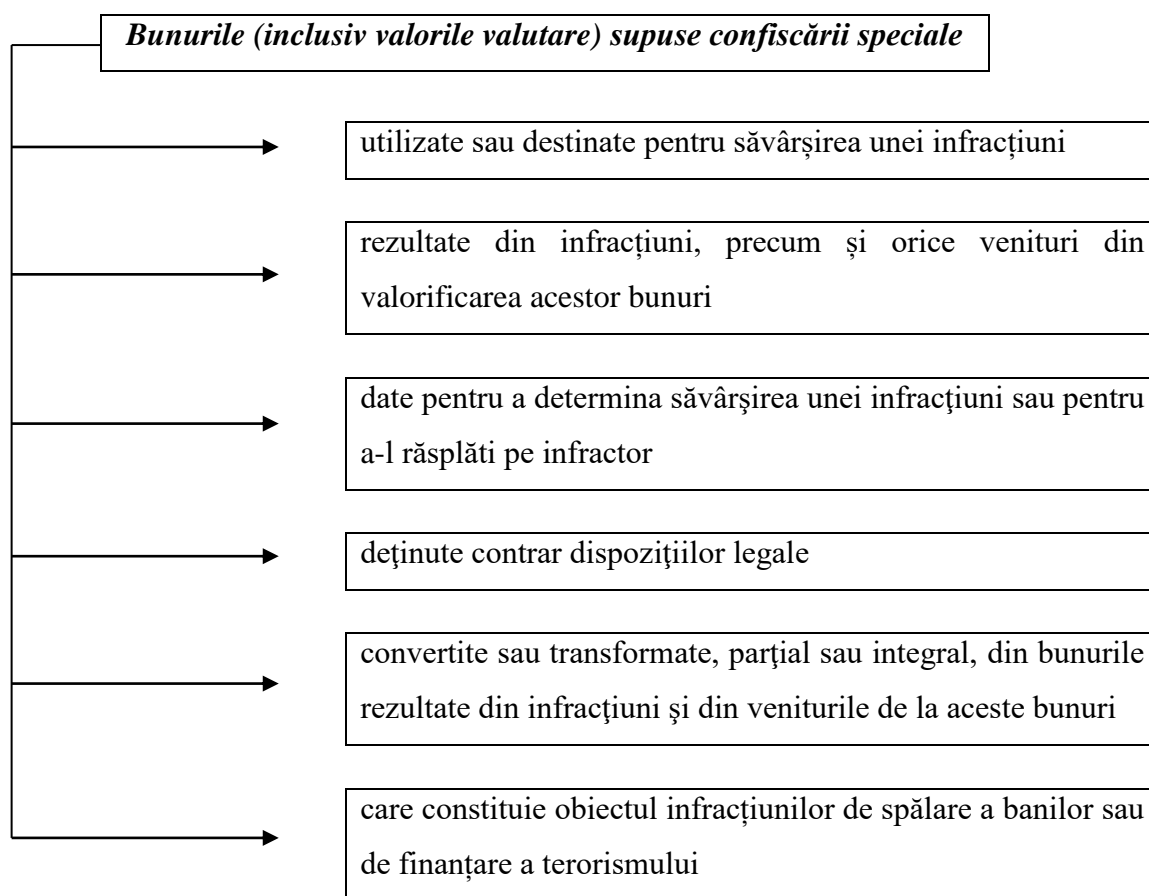 Bunurile (inclusiv valorile valutare) supuse confiscării speciale
utilizate sau destinate pentru săvârșirea unei infracțiuni
rezultate din infracțiuni, precum și orice venituri din
valorificarea acestor bunuri
date pentru a determina săvârşirea unei infracţiuni sau pentru
a-l răsplăti pe infractor
deţinute contrar dispoziţiilor legale
convertite sau transformate, parţial sau integral, din bunurile
rezultate din infracţiuni şi din veniturile de la aceste bunuri
care constituie obiectul infracțiunilor de spălare a banilor sau
de finanțare a terorismului